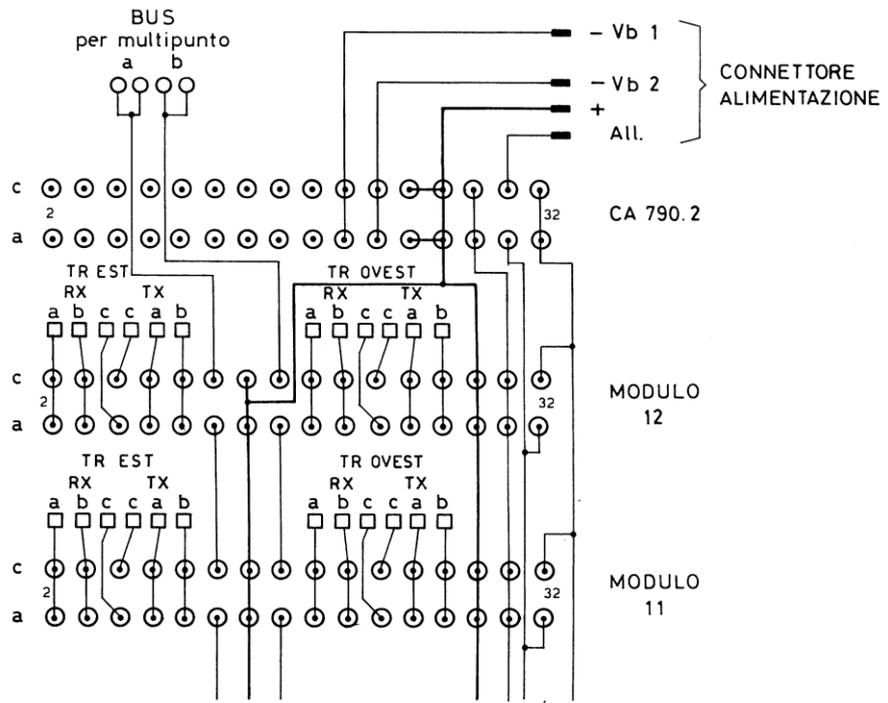 BUS
per multipunto
a b
- Vb 1
- Vb 2
+
All.
CONNETTORE
ALIMENTAZIONE
c
2 32
a
CA 790.2
TR EST TR OVEST
RX TX RX TX
a b c c a b a b c c a b
c
2 32
a
MODULO
12
TR EST TR OVEST
RX TX RX TX
a b c c a b a b c c a b
c
2 32
a
MODULO
11